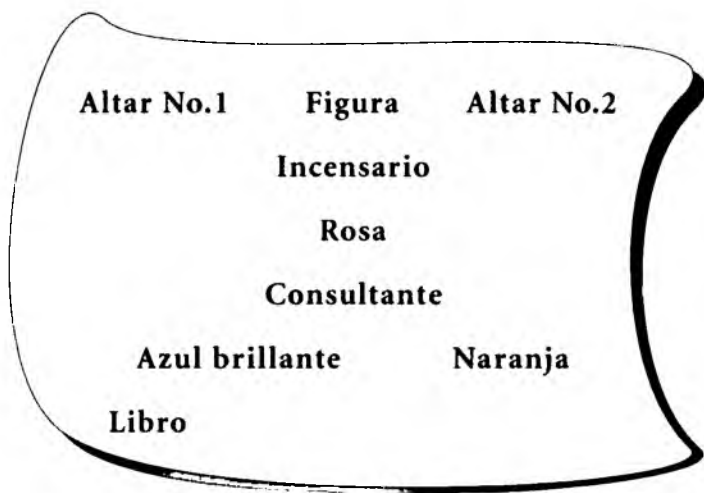 Altar No.1 Figura Altar No.2
Incensario
Rosa
Consultante
Azul brillante Naranja
Libro